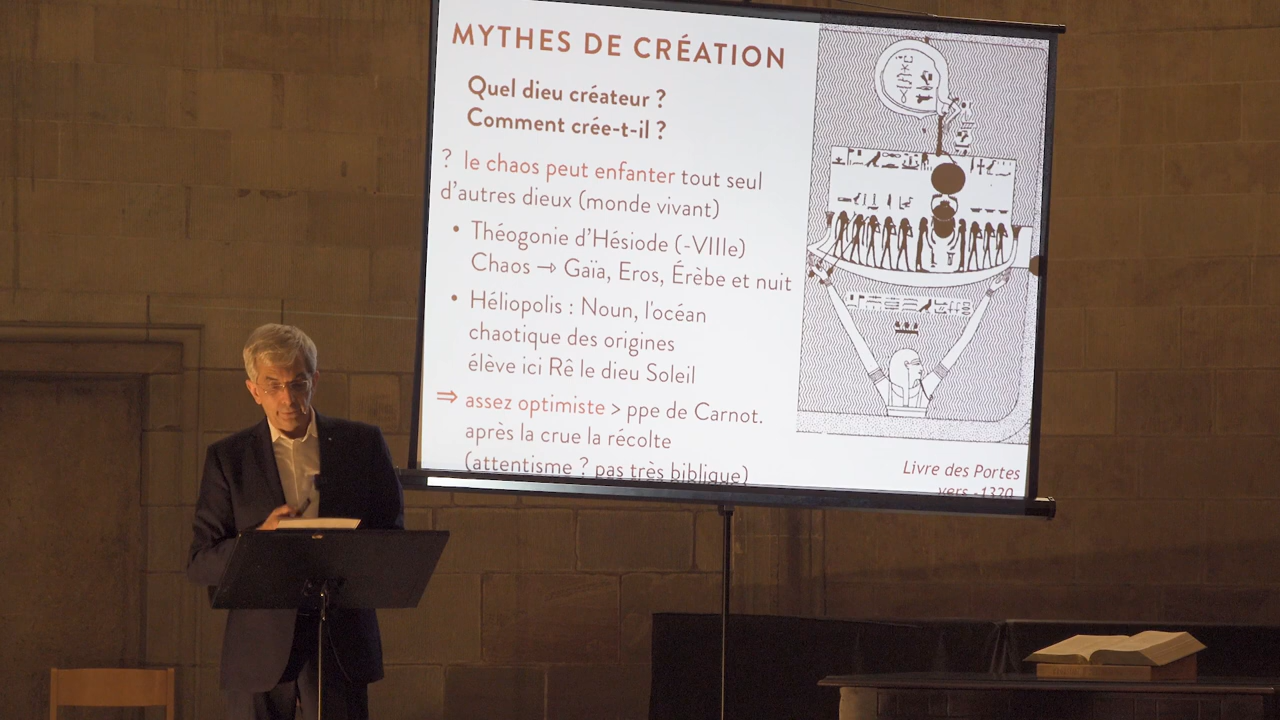 MYTHES DE CRÉATION
Quel dieu créateur ?
Comment crée-t-il ?
? le chaos peut enfanter tout seul
d'autres dieux (monde vivant)
• Théogonie d'Hésiode (-VIIIe)
Chaos → Gaïa, Eros, Érèbe et nuit
• Héliopolis : Noun, l'océan
chaotique des origines
élève ici Rê le dieu Soleil
⇒ assez optimiste > ppe de Carnot.
après la crue la récolte
(attentisme ? pas très biblique)
Livre des Portes
vers -1320